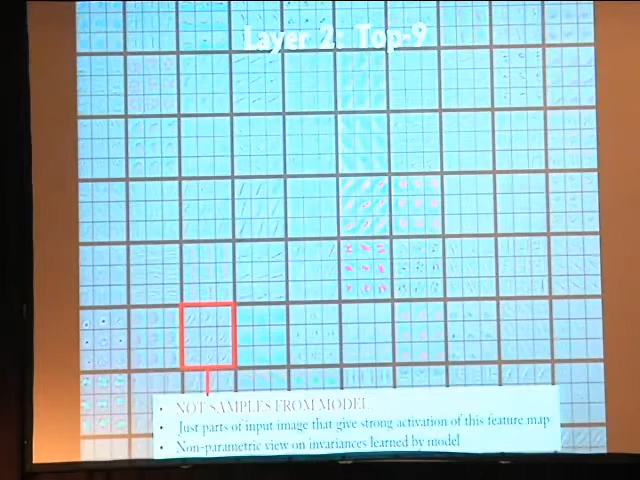 Layer 2: Top-9
• NOT SAMPLES FROM MODEL
• Just parts of input image that give strong activation of this feature map
• Non-parametric view on invariances learned by model